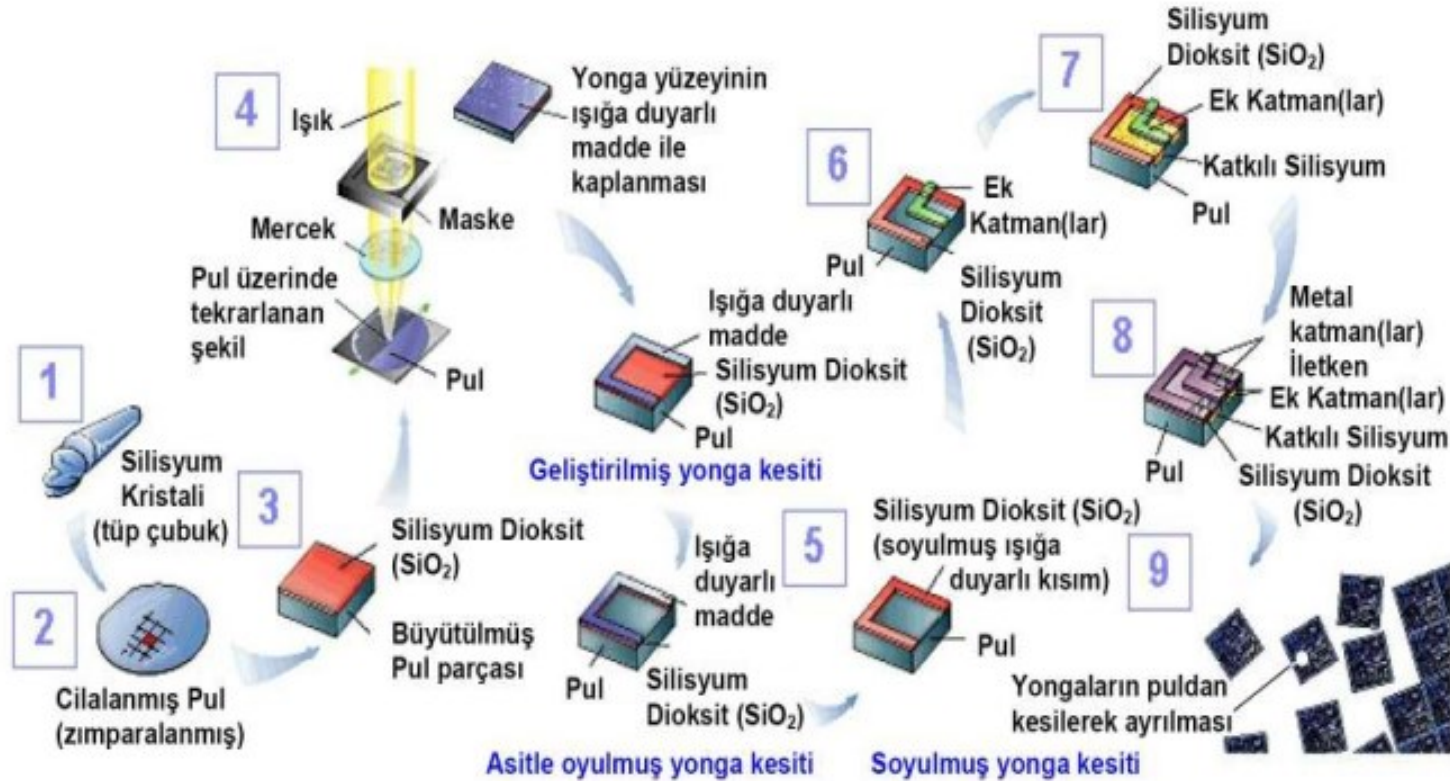 1
Silisyum
Kristali
(tüp çubuk)
2
Cilalanmış Pul
(zımparalanmış)
3
Silisyum Dioksit
(SiO₂)
Büyütülmüş
Pul parçası
4
Işık
Maske
Mercek
Pul üzerinde
tekrarlanan
şekil
Pul
Yonga yüzeyinin
ışığa duyarlı
madde ile
kaplanması
Işığa duyarlı
madde
Silisyum Dioksit
(SiO₂)
Pul
Geliştirilmiş yonga kesiti
5
Işığa
duyarlı
madde
Pul
Silisyum
Dioksit (SiO₂)
Asitle oyulmuş yonga kesiti
Silisyum Dioksit (SiO₂)
(soyulmuş ışığa
duyarlı kısım)
Pul
Soyulmuş yonga kesiti
6
Ek
Katman(lar)
Pul
Silisyum
Dioksit
(SiO₂)
7
Silisyum
Dioksit (SiO₂)
Ek Katman(lar)
Katkılı Silisyum
Pul
8
Metal
katman(lar)
İletken
Ek Katman(lar)
Katkılı Silisyum
Pul
Silisyum Dioksit
(SiO₂)
9
Yongaların puldan
kesilerek ayrılması